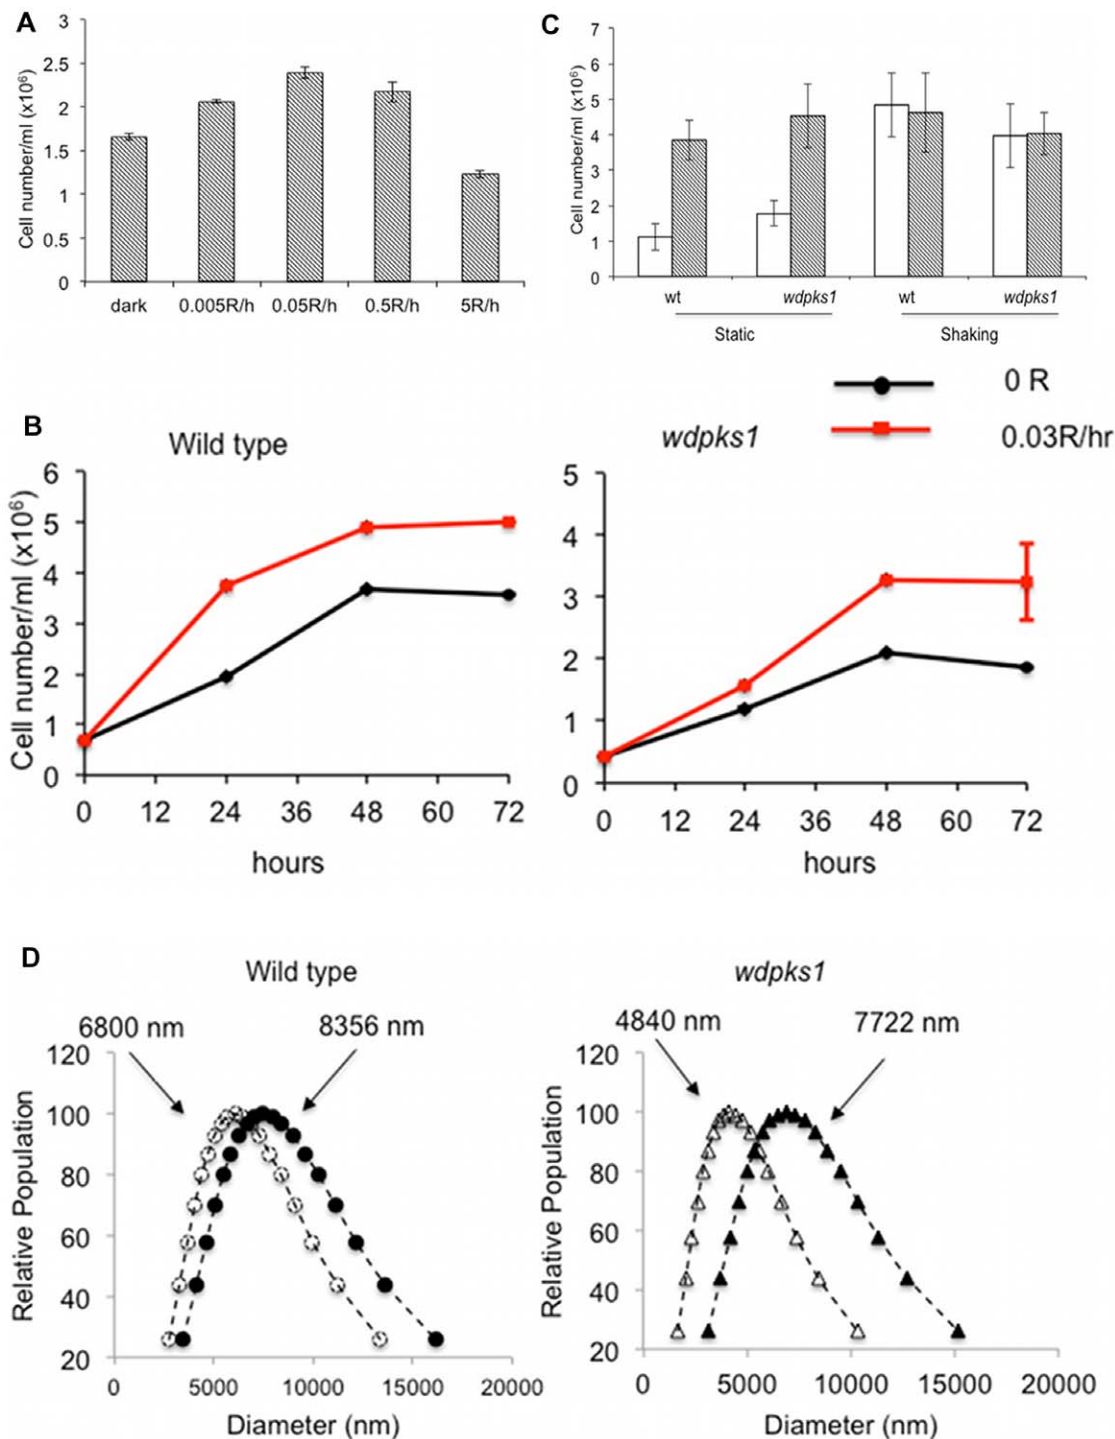 A
Cell number/ml (x10⁶)
3
2.5
2
1.5
1
0.5
0
dark 0.005R/h 0.05R/h 0.5R/h 5R/h
C
Cell number/ml (x10⁶)
7
6
5
4
3
2
1
0
wt wdpks1 wt wdpks1
Static Shaking
0 R
0.03R/hr
B
Wild type
Cell number/ml (x10⁶)
6
5
4
3
2
1
0
0 12 24 36 48 60 72
hours
wdpks1
5
4
3
2
1
0
0 12 24 36 48 60 72
hours
D
Wild type
6800 nm 8356 nm
Relative Population
120
100
80
60
40
20
0 5000 10000 15000 20000
Diameter (nm)
wdpks1
4840 nm 7722 nm
Relative Population
120
100
80
60
40
20
0 5000 10000 15000 20000
Diameter (nm)